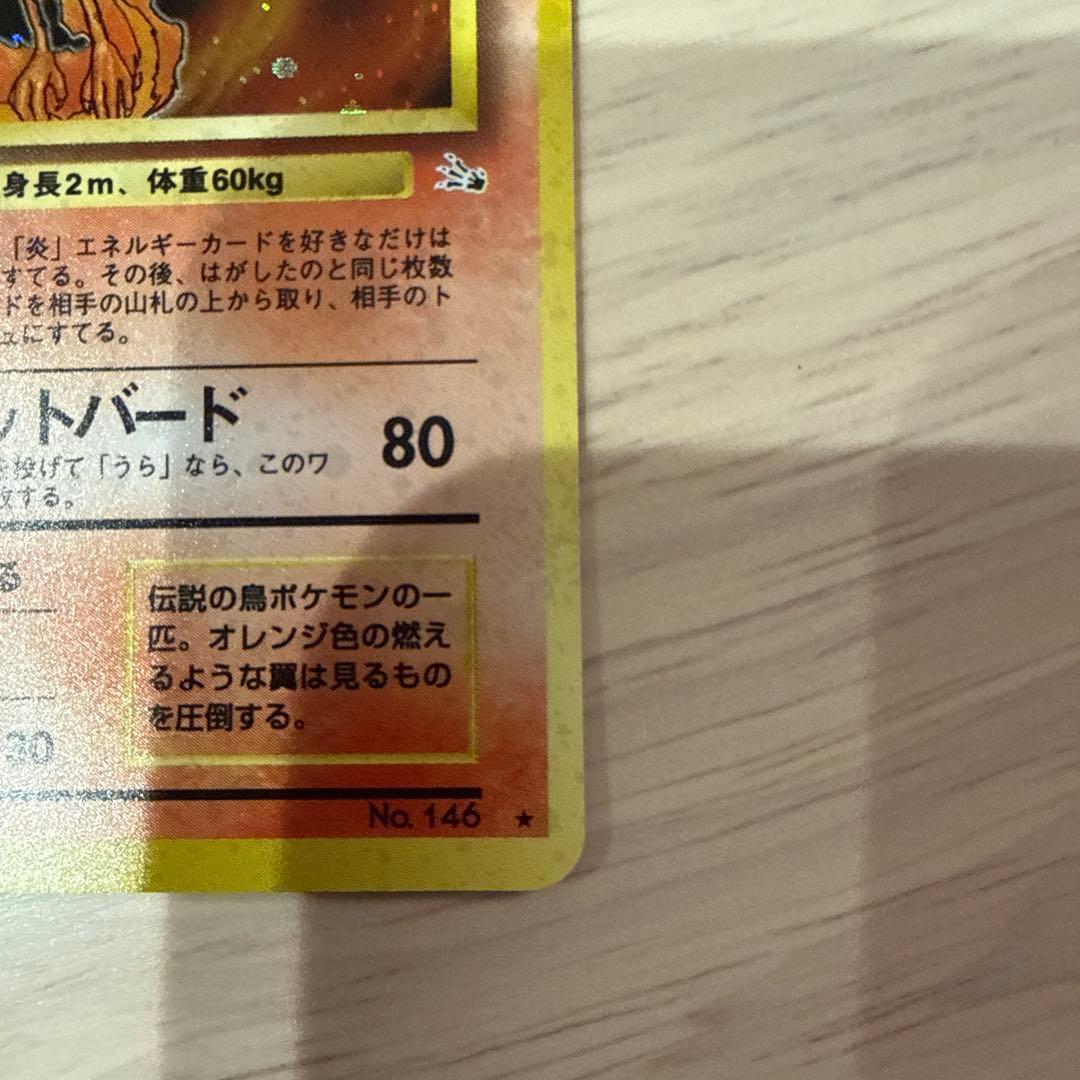 身長2m、体重60kg
「炎」エネルギーカードを好きなだけは
すてる。その後、はがしたのと同じ枚数
ドを相手の山札の上から取り、相手のト
にすてる。
ットバード
80
投げて「うら」なら、このワ
する。
る
伝説の鳥ポケモンの一
匹。オレンジ色の燃え
るような翼は見るもの
を圧倒する。
30
No. 146 ★